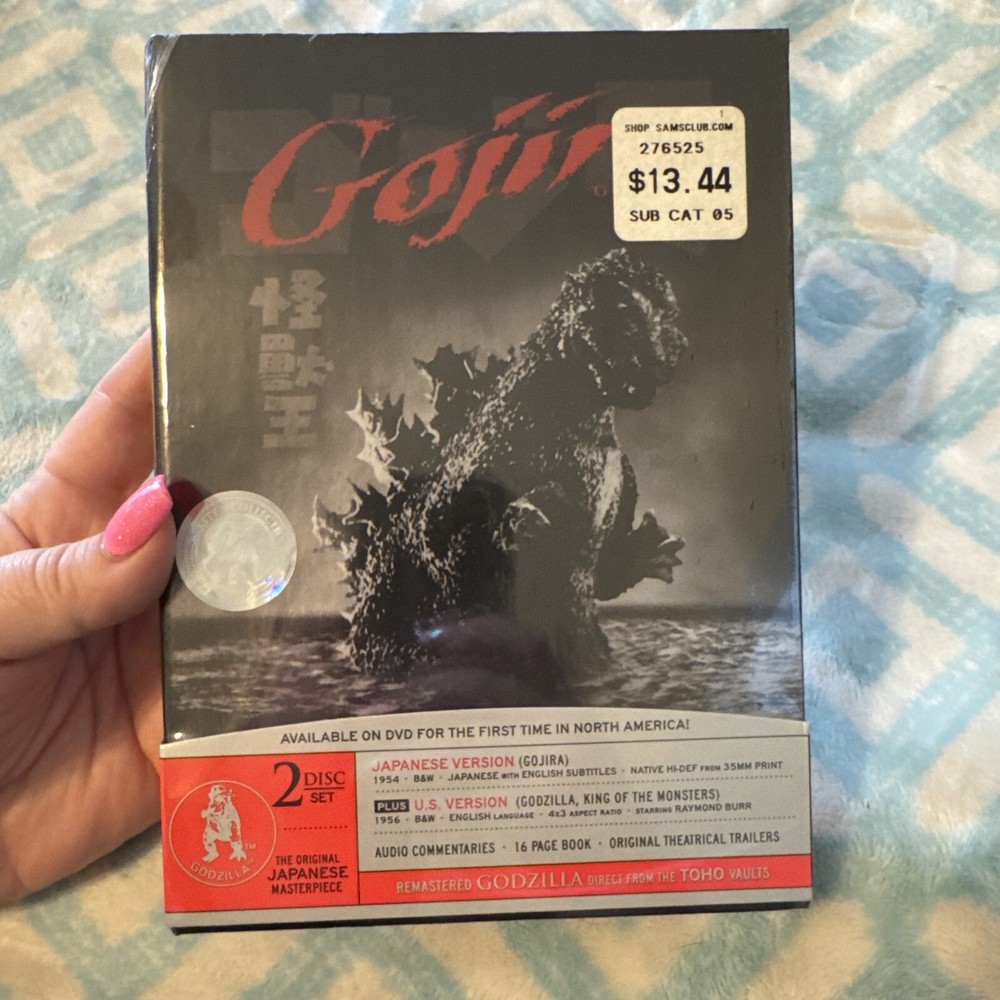 Gojir
1
SHOP SAMSCLUB.COM
276525
$13.44
SUB CAT 05
怪獣王
AVAILABLE ON DVD FOR THE FIRST TIME IN NORTH AMERICA!
2 DISC
SET
THE ORIGINAL
JAPANESE
MASTERPIECE
GODZILLA™
JAPANESE VERSION (GOJIRA)
1954 · B&W · JAPANESE WITH ENGLISH SUBTITLES · NATIVE HI-DEF FROM 35MM PRINT
PLUS U.S. VERSION (GODZILLA, KING OF THE MONSTERS)
1956 · B&W · ENGLISH LANGUAGE · 4x3 ASPECT RATIO · STARRING RAYMOND BURR
AUDIO COMMENTARIES · 16 PAGE BOOK · ORIGINAL THEATRICAL TRAILERS
REMASTERED GODZILLA DIRECT FROM THE TOHO VAULTS